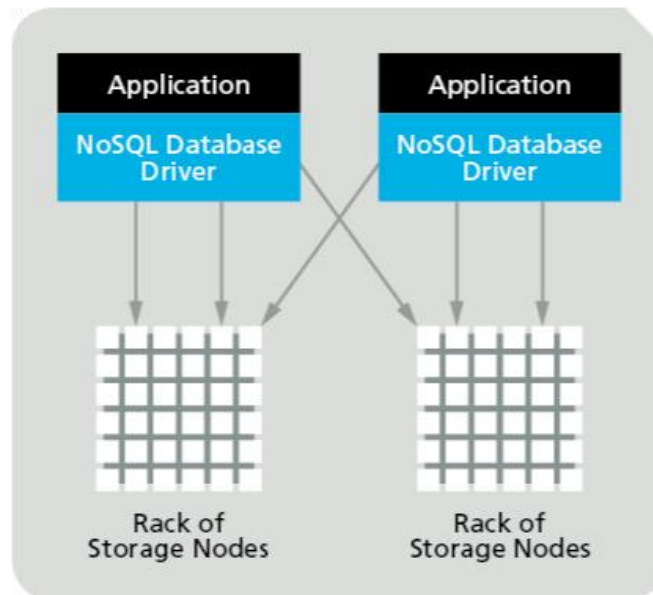 Application
NoSQL Database
Driver
Application
NoSQL Database
Driver
Rack of
Storage Nodes
Rack of
Storage Nodes